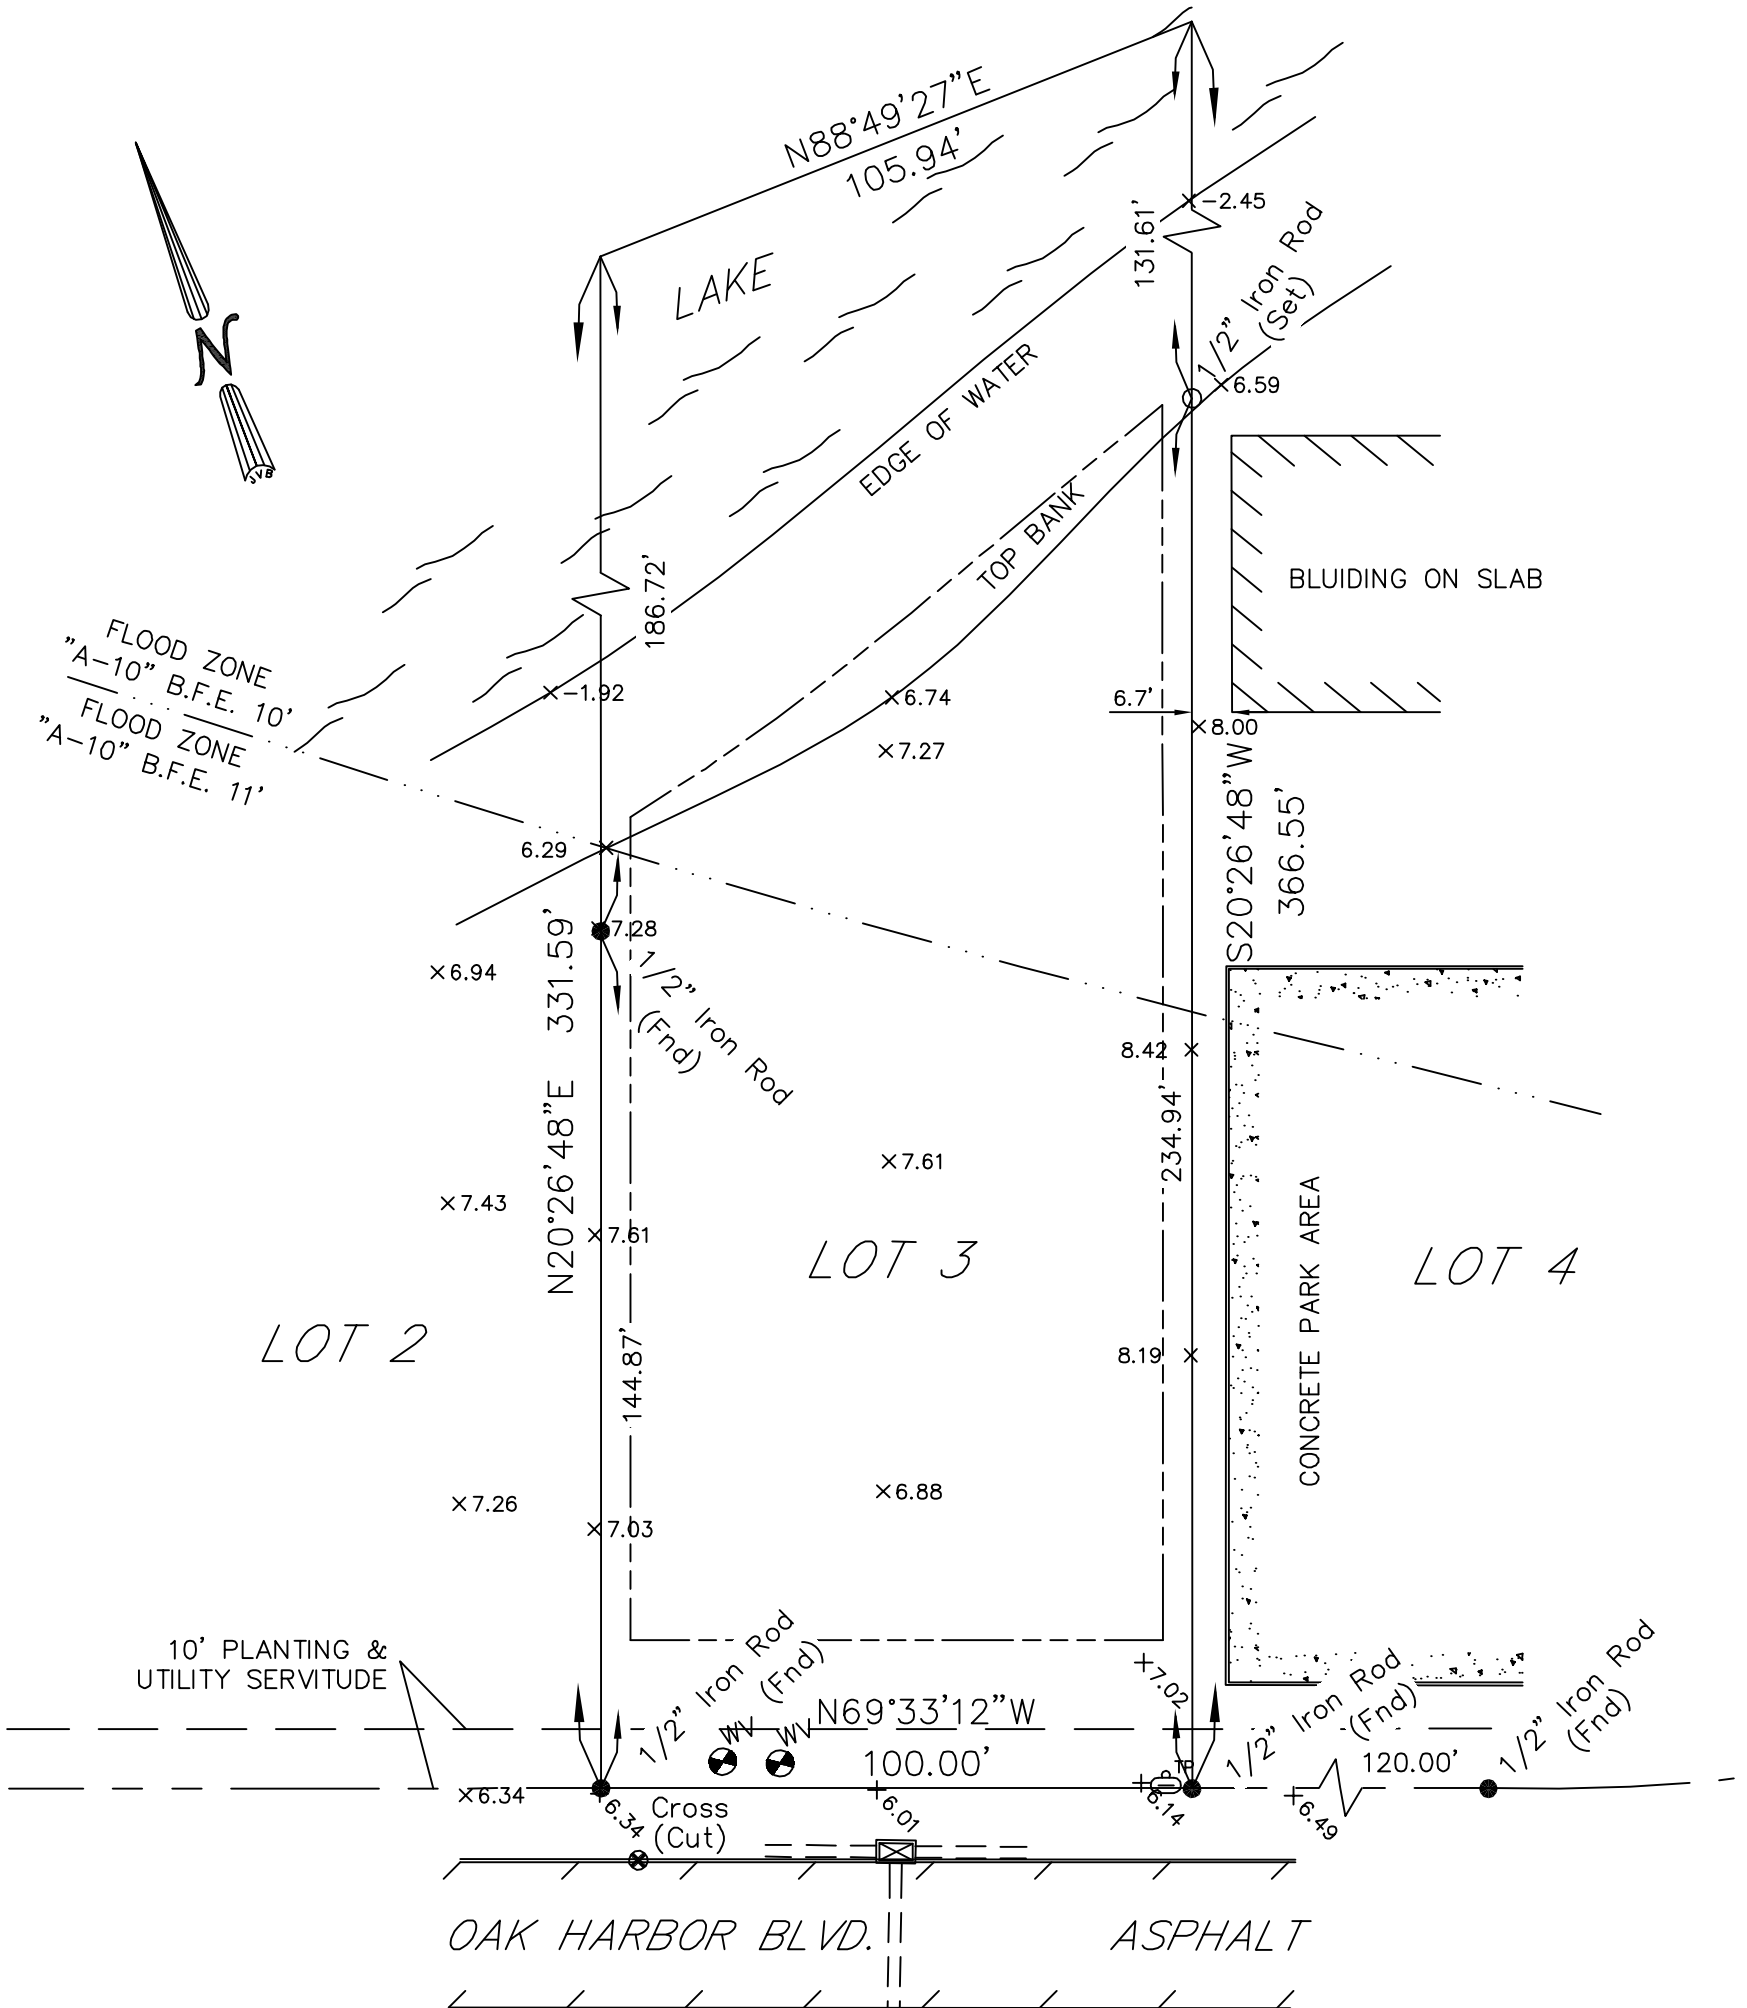 N88°49'27"E
105.94'
-2.45
131.61'
1/2" Iron Rod
(Set)
LAKE
N
JVB
6.59
EDGE OF WATER
TOP BANK
BLUIDING ON SLAB
186.72'
FLOOD ZONE
"A-10" B.F.E. 10'
FLOOD ZONE
"A-10" B.F.E. 11'
-1.92
6.74
6.7'
8.00
7.27
6.29
S20°26'48"W
366.55'
7.28
6.94
1/2" Iron Rod
(Fnd)
N20°26'48"E 331.59'
8.42
234.94'
7.61
7.43
7.61
LOT 3
LOT 4
CONCRETE PARK AREA
LOT 2
144.87'
8.19
7.26
6.88
7.03
10' PLANTING &
UTILITY SERVITUDE
1/2" Iron Rod
(Fnd)
7.02
WV
WV
N69°33'12"W
100.00'
1/2" Iron Rod
(Fnd)
120.00'
1/2" Iron Rod
(Fnd)
6.34
6.34
Cross
(Cut)
6.01
6.14
6.49
OAK HARBOR BLVD.
ASPHALT